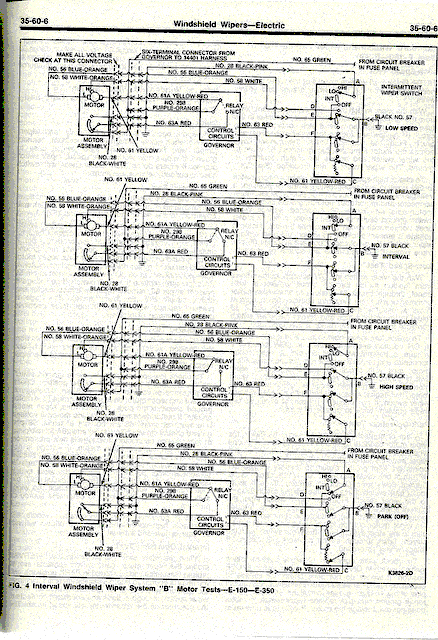 35-60-6
Windshield Wipers—Electric
35-60-6
MAKE ALL VOLTAGE
CHECK AT THIS CONNECTOR
SIX-TERMINAL CONNECTOR FROM
GOVERNOR TO 14401 HARNESS
NO. 65 GREEN
FROM CIRCUIT BREAKER
IN FUSE PANEL
NO. 28 BLACK-PINK
NO. 56 BLUE-ORANGE
NO. 56 BLUE-ORANGE
NO. 58 WHITE-ORANGE
NO. 58 WHITE
A
HI
LO
INT
OFF
INTERMITTENT
WIPER SWITCH
MOTOR
NO. 61A YELLOW-RED
NO. 298
PURPLE-ORANGE
RELAY
N/C
D
E
F
B
BLACK NO. 57
LOW SPEED
NO. 63A RED
NO. 63 RED
CONTROL
CIRCUITS
GOVERNOR
MOTOR
ASSEMBLY
NO. 61 YELLOW
NO. 28
BLACK-WHITE
NO. 61 YELLOW-RED
C
NO. 61 YELLOW
NO. 65 GREEN
FROM CIRCUIT BREAKER
IN FUSE PANEL
NO. 28 BLACK-PINK
NO. 56 BLUE-ORANGE
NO. 56 BLUE-ORANGE
NO. 58 WHITE-ORANGE
NO. 58 WHITE
A
INT
OFF
MOTOR
NO. 61A YELLOW-RED
NO. 298
PURPLE-ORANGE
RELAY
N/C
D
E
F
B
NO. 57 BLACK
INTERVAL
NO. 63A RED
NO. 63 RED
CONTROL
CIRCUITS
GOVERNOR
MOTOR
ASSEMBLY
NO. 28
BLACK-WHITE
NO. 61 YELLOW-RED
C
NO. 61 YELLOW
NO. 65 GREEN
FROM CIRCUIT BREAKER
IN FUSE PANEL
NO. 28 BLACK-PINK
NO. 56 BLUE-ORANGE
NO. 56 BLUE-ORANGE
NO. 58 WHITE-ORANGE
NO. 58 WHITE
A
INT
OFF
MOTOR
NO. 61A YELLOW-RED
NO. 298
PURPLE-ORANGE
RELAY
N/C
D
E
F
B
NO. 57 BLACK
HIGH SPEED
NO. 63A RED
NO. 63 RED
CONTROL
CIRCUITS
GOVERNOR
MOTOR
ASSEMBLY
NO. 28
BLACK-WHITE
NO. 61 YELLOW-RED
C
NO. 61 YELLOW
NO. 65 GREEN
FROM CIRCUIT BREAKER
IN FUSE PANEL
NO. 28 BLACK-PINK
NO. 56 BLUE-ORANGE
NO. 56 BLUE-ORANGE
NO. 58 WHITE-ORANGE
NO. 58 WHITE
A
INT
OFF
MOTOR
NO. 61A YELLOW-RED
NO. 298
PURPLE-ORANGE
RELAY
N/C
D
E
F
B
NO. 57 BLACK
PARK (OFF)
NO. 63A RED
NO. 63 RED
CONTROL
CIRCUITS
GOVERNOR
MOTOR
ASSEMBLY
NO. 28
BLACK-WHITE
NO. 61 YELLOW-RED
C
K3826-2D
FIG. 4 Interval Windshield Wiper System "B" Motor Tests—E-150—E-350